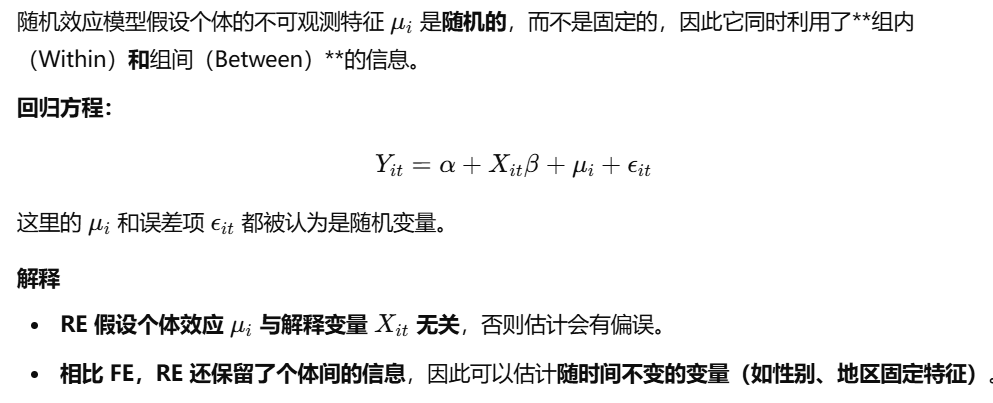 随机效应模型假设个体的不可观测特征 μᵢ 是随机的，而不是固定的，因此它同时利用了**组内
（Within）和组间（Between）**的信息。
回归方程：
Yᵢₜ = α + Xᵢₜβ + μᵢ + ϵᵢₜ
这里的 μᵢ 和误差项 ϵᵢₜ 都被认为是随机变量。
解释
• RE 假设个体效应 μᵢ 与解释变量 Xᵢₜ 无关，否则估计会有偏误。
• 相比 FE，RE 还保留了个体间的信息，因此可以估计随时间不变的变量（如性别、地区固定特征）。